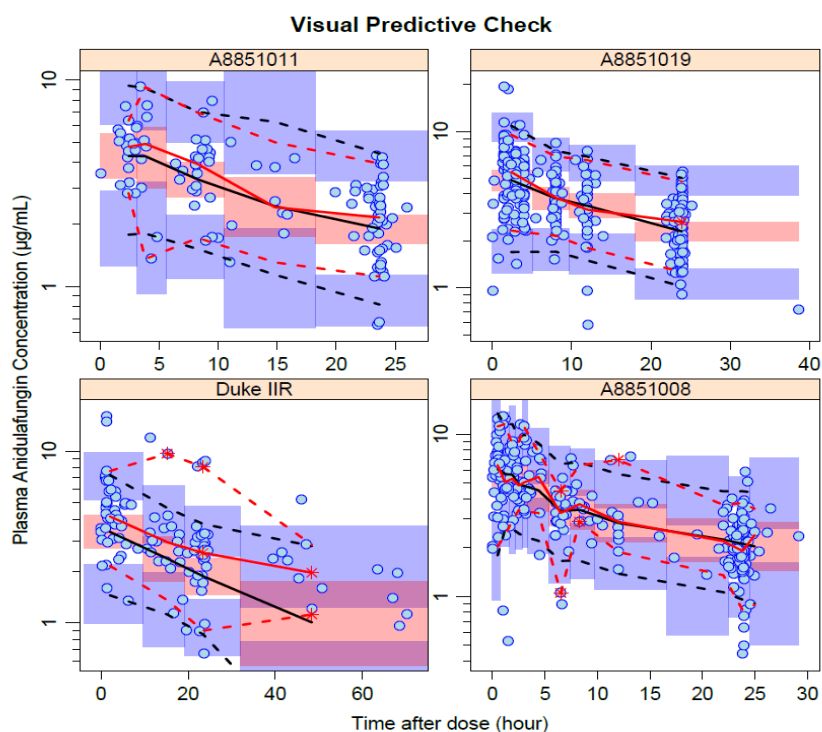 Visual Predictive Check
A8851011
A8851019
10
1
0 5 10 15 20 25
10
1
0 10 20 30 40
Duke IIR
A8851008
10
1
0 20 40 60
10
1
0 5 10 15 20 25 30
Plasma Anidulafungin Concentration (µg/mL)
Time after dose (hour)